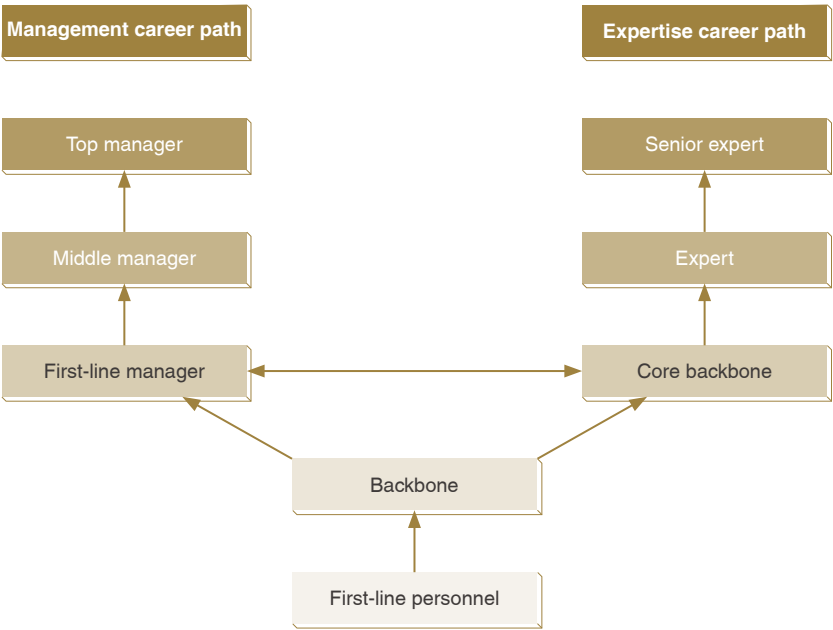 Management career path
Expertise career path
Top manager
Senior expert
Middle manager
Expert
First-line manager
Core backbone
Backbone
First-line personnel